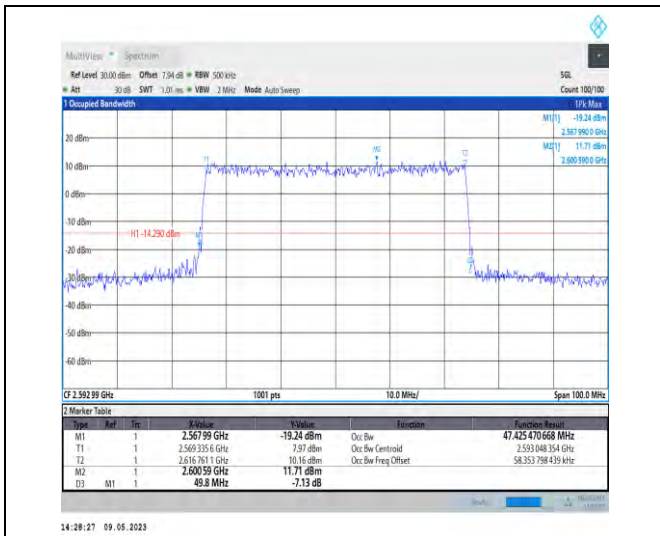 MultiView Spectrum
Ref Level 30.00 dBm Offset 7.94 dB RBW 500 kHz SGL
Att 30 dB SWT 1.01 ms VBW 2 MHz Mode Auto Sweep Count 100/100
1 Occupied Bandwidth 1Pk Max
M1[1] -19.24 dBm
2.567 990 0 GHz
M2[1] 11.71 dBm
2.600 590 0 GHz
20 dBm
T1
M2
T2
10 dBm
0 dBm
-10 dBm
H1 -14.290 dBm
-20 dBm
-30 dBm
-40 dBm
-50 dBm
-60 dBm
CF 2.592 99 GHz 1001 pts 10.0 MHz/ Span 100.0 MHz
2 Marker Table
Type Ref Trc X-Value Y-Value Function Function Result
M1 1 2.567 99 GHz -19.24 dBm Occ Bw 47.425 470 668 MHz
T1 1 2.569 335 6 GHz 7.97 dBm Occ Bw Centroid 2.593 048 354 GHz
T2 1 2.616 761 1 GHz 10.16 dBm Occ Bw Freq Offset 58.353 798 439 kHz
M2 1 2.600 59 GHz 11.71 dBm
D3 M1 1 49.8 MHz -7.13 dB
14:28:27 09.05.2023